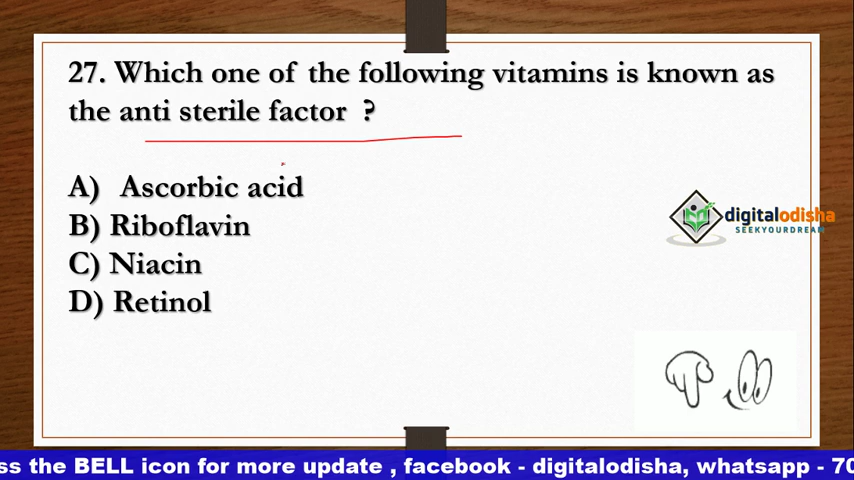 27. Which one of the following vitamins is known as
the anti sterile factor ?
A) Ascorbic acid
B) Riboflavin
C) Niacin
D) Retinol
digitalodisha
SEEKYOURDREAM
ss the BELL icon for more update , facebook - digitalodisha, whatsapp - 70